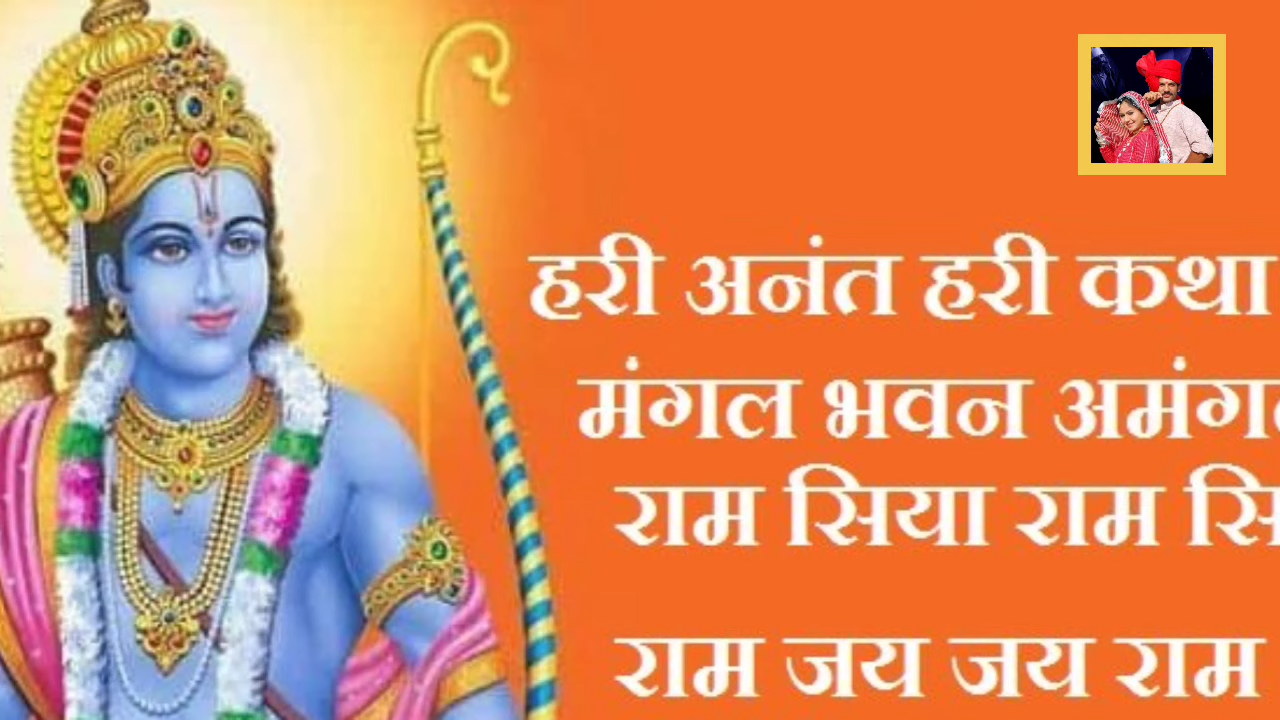 हरी अनंत हरी कथा
मंगल भवन
राम सिया राम
राम जय जय राम